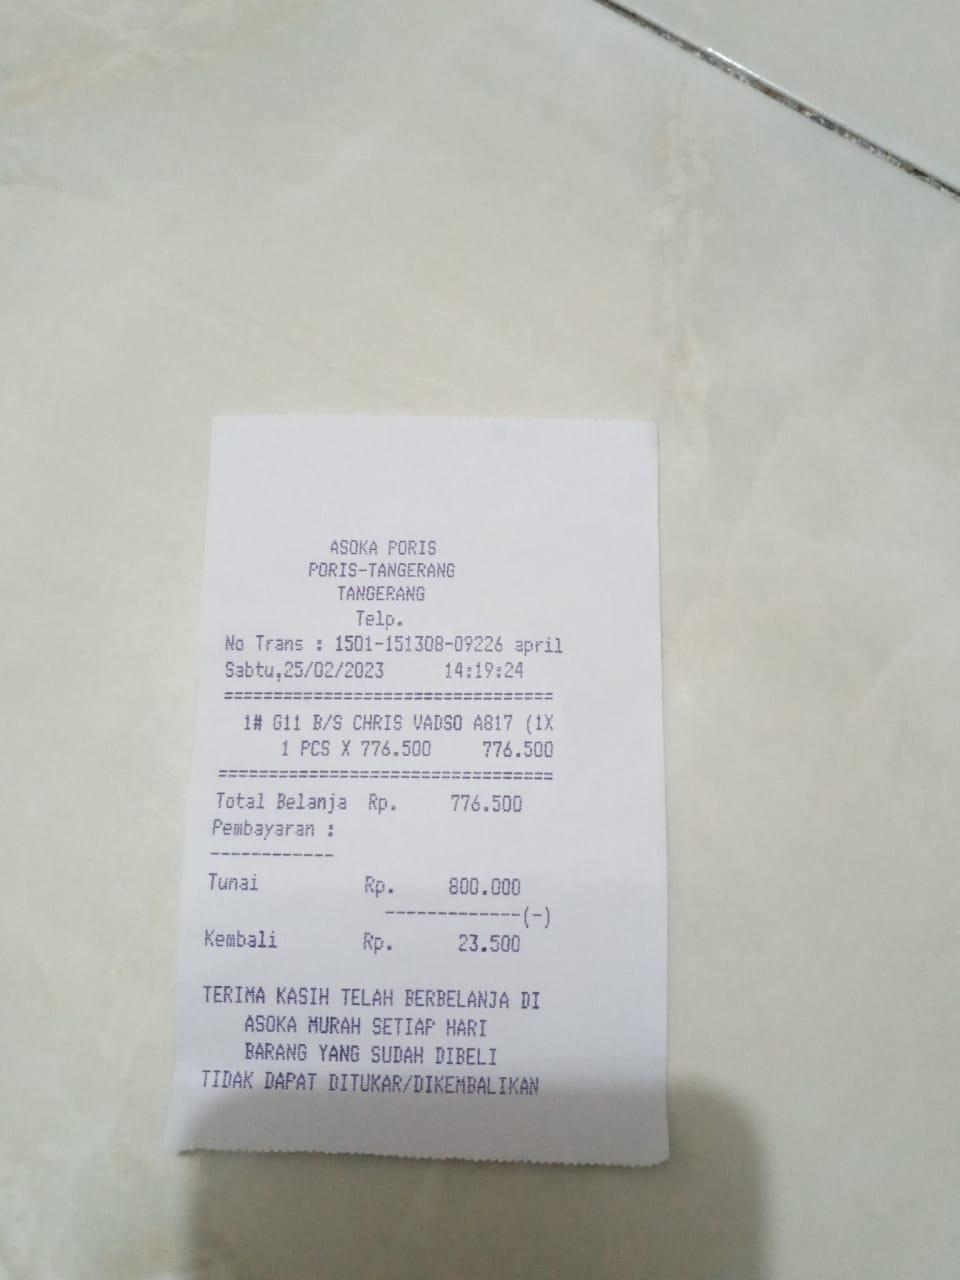 ASOKA PORIS
PORIS-TANGERANG
TANGERANG
Telp.
No Trans : 1501-151308-09226 april
Sabtu,25/02/2023 14:19:24
=================================
1# G11 B/S CHRIS VADSO A817 (1X
1 PCS X 776.500 776.500
=================================
Total Belanja Rp. 776.500
Pembayaran :
------------
Tunai Rp. 800.000
-------------(-)
Kembali Rp. 23.500
TERIMA KASIH TELAH BERBELANJA DI
ASOKA MURAH SETIAP HARI
BARANG YANG SUDAH DIBELI
TIDAK DAPAT DITUKAR/DIKEMBALIKAN